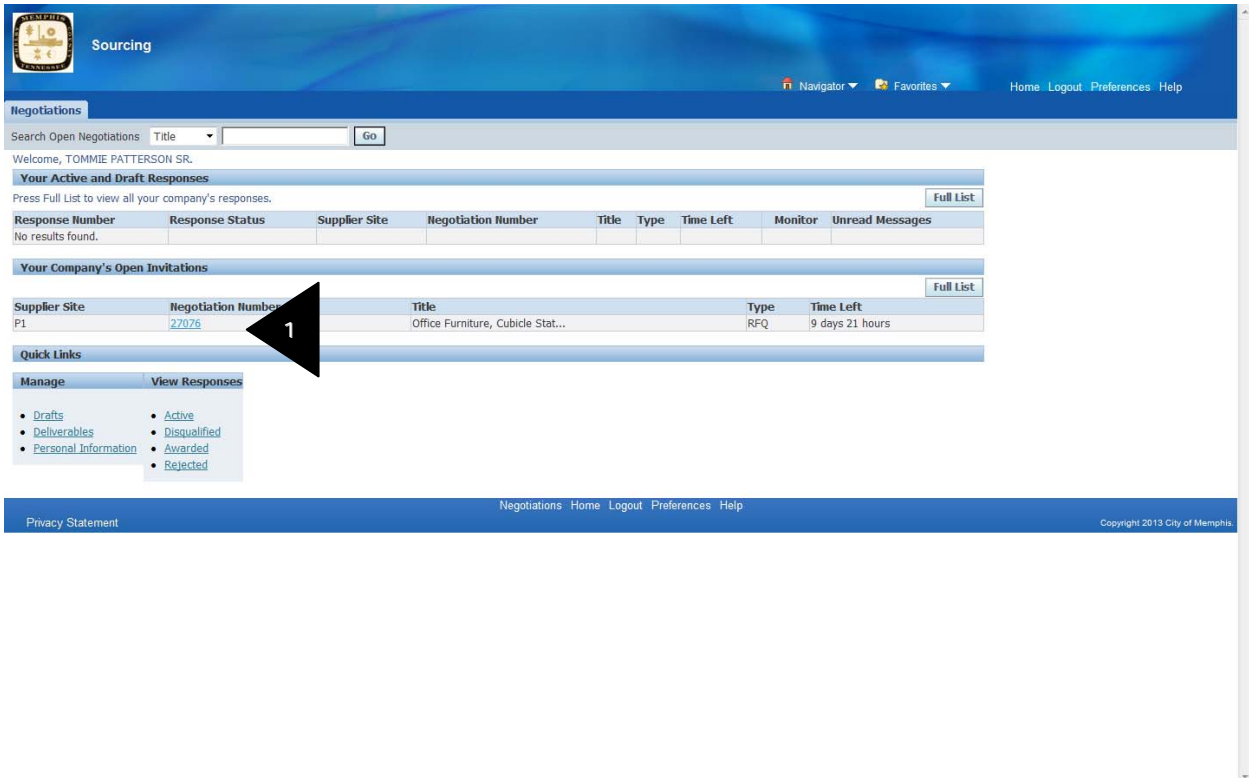 MEMPHIS
TENNESSEE
Sourcing
Navigator Favorites Home Logout Preferences Help
Negotiations
Search Open Negotiations Title Go
Welcome, TOMMIE PATTERSON SR.
Your Active and Draft Responses
Press Full List to view all your company's responses. Full List
Response Number Response Status Supplier Site Negotiation Number Title Type Time Left Monitor Unread Messages
No results found.
Your Company's Open Invitations
Full List
Supplier Site Negotiation Number Title Type Time Left
P1 27076 1 Office Furniture, Cubicle Stat... RFQ 9 days 21 hours
Quick Links
Manage View Responses
• Drafts • Active
• Deliverables • Disqualified
• Personal Information • Awarded
• Rejected
Negotiations Home Logout Preferences Help
Privacy Statement Copyright 2013 City of Memphis.